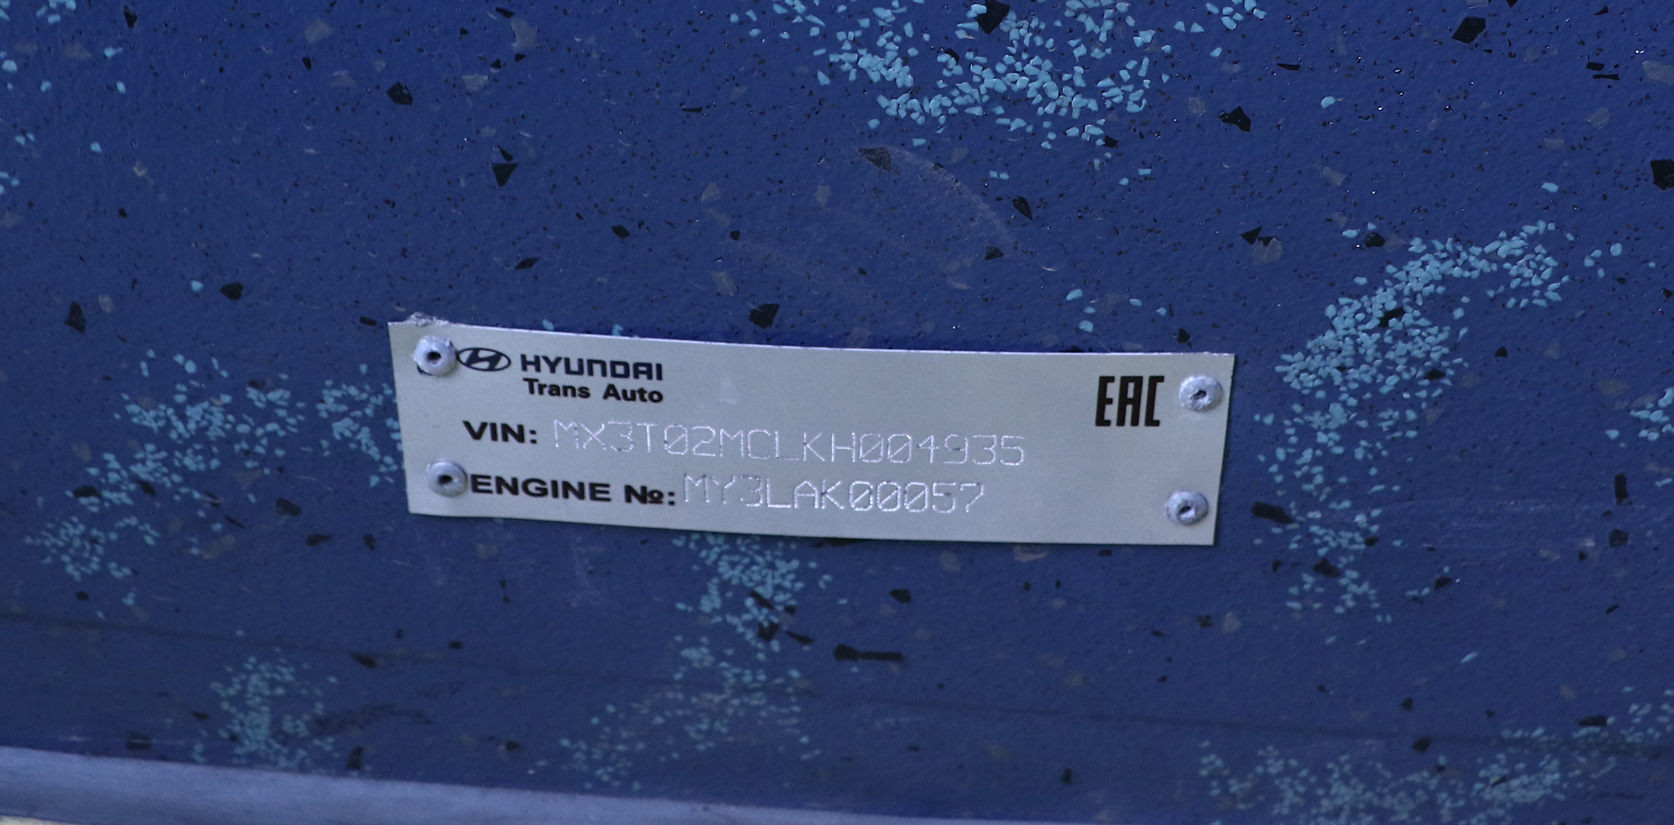 HYUNDAI
Trans Auto
EAC
VIN: MX3T02MCLKH004935
ENGINE №: MY3LAK00057